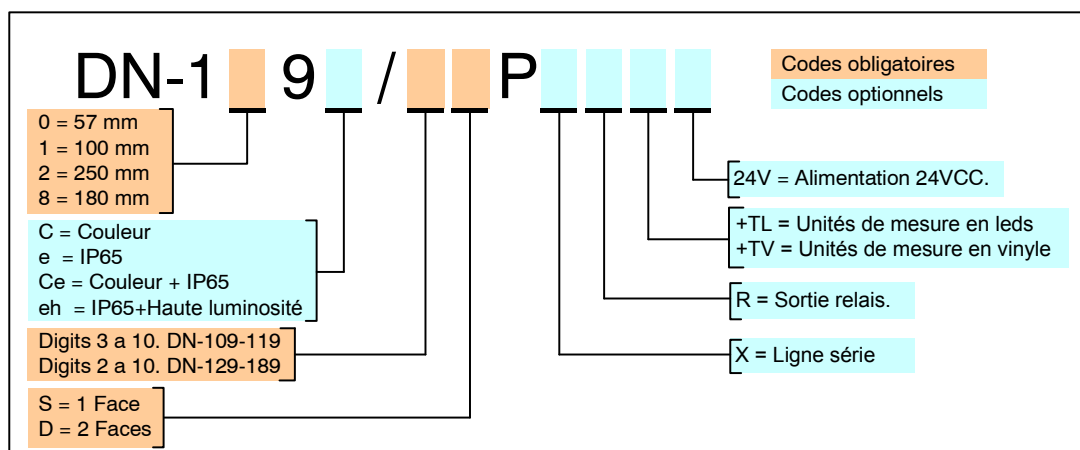 DN-1 9 / P
Codes obligatoires
Codes optionnels
0 = 57 mm
1 = 100 mm
2 = 250 mm
8 = 180 mm
24V = Alimentation 24VCC.
C = Couleur
e = IP65
Ce = Couleur + IP65
eh = IP65+Haute luminosité
+TL = Unités de mesure en leds
+TV = Unités de mesure en vinyle
R = Sortie relais.
Digits 3 a 10. DN-109-119
Digits 2 a 10. DN-129-189
X = Ligne série
S = 1 Face
D = 2 Faces